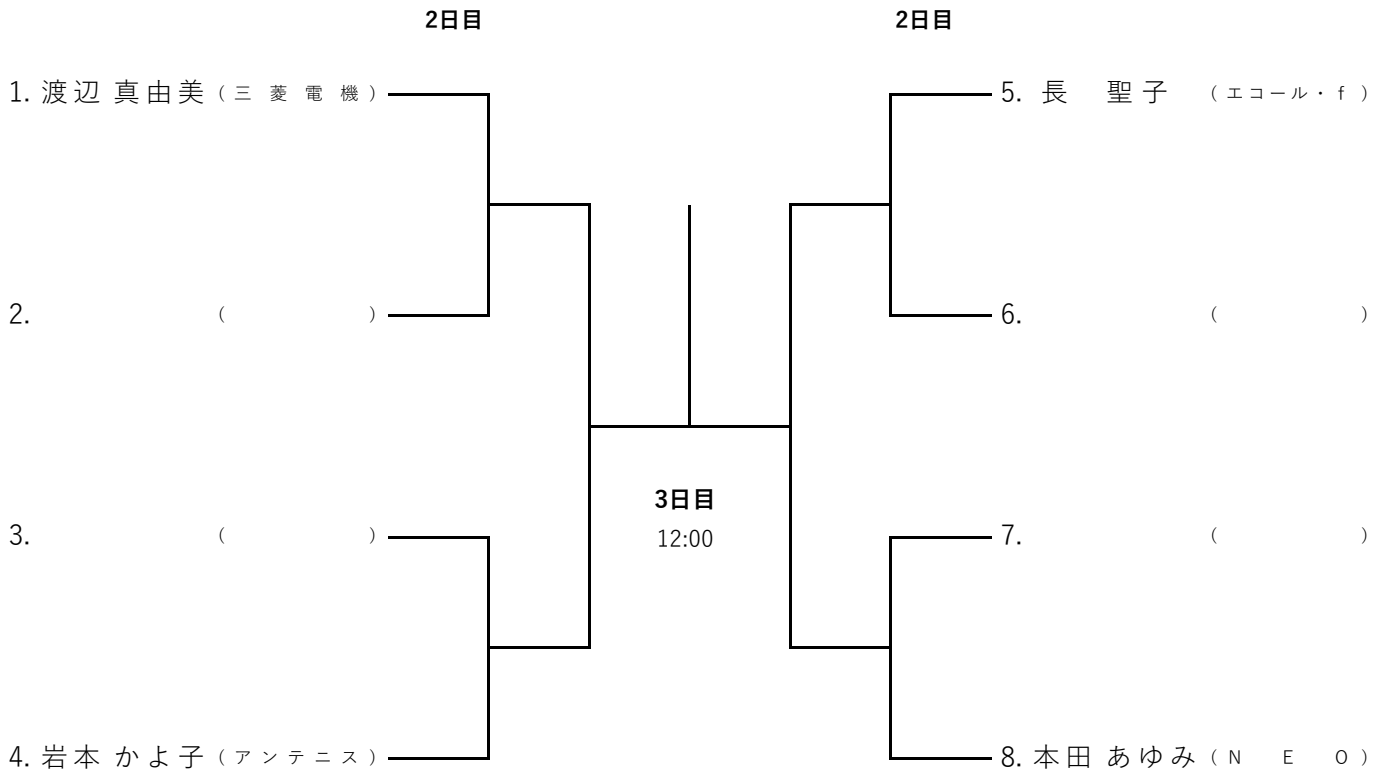 2日目 2日目
1. 渡辺 真由美 (三菱電機) 5. 長 聖子 (エコール・f)
2. ( ) 6. ( )
3日目
12:00
3. ( ) 7. ( )
4. 岩本 かよ子 (アンテニス) 8. 本田 あゆみ (NEO)